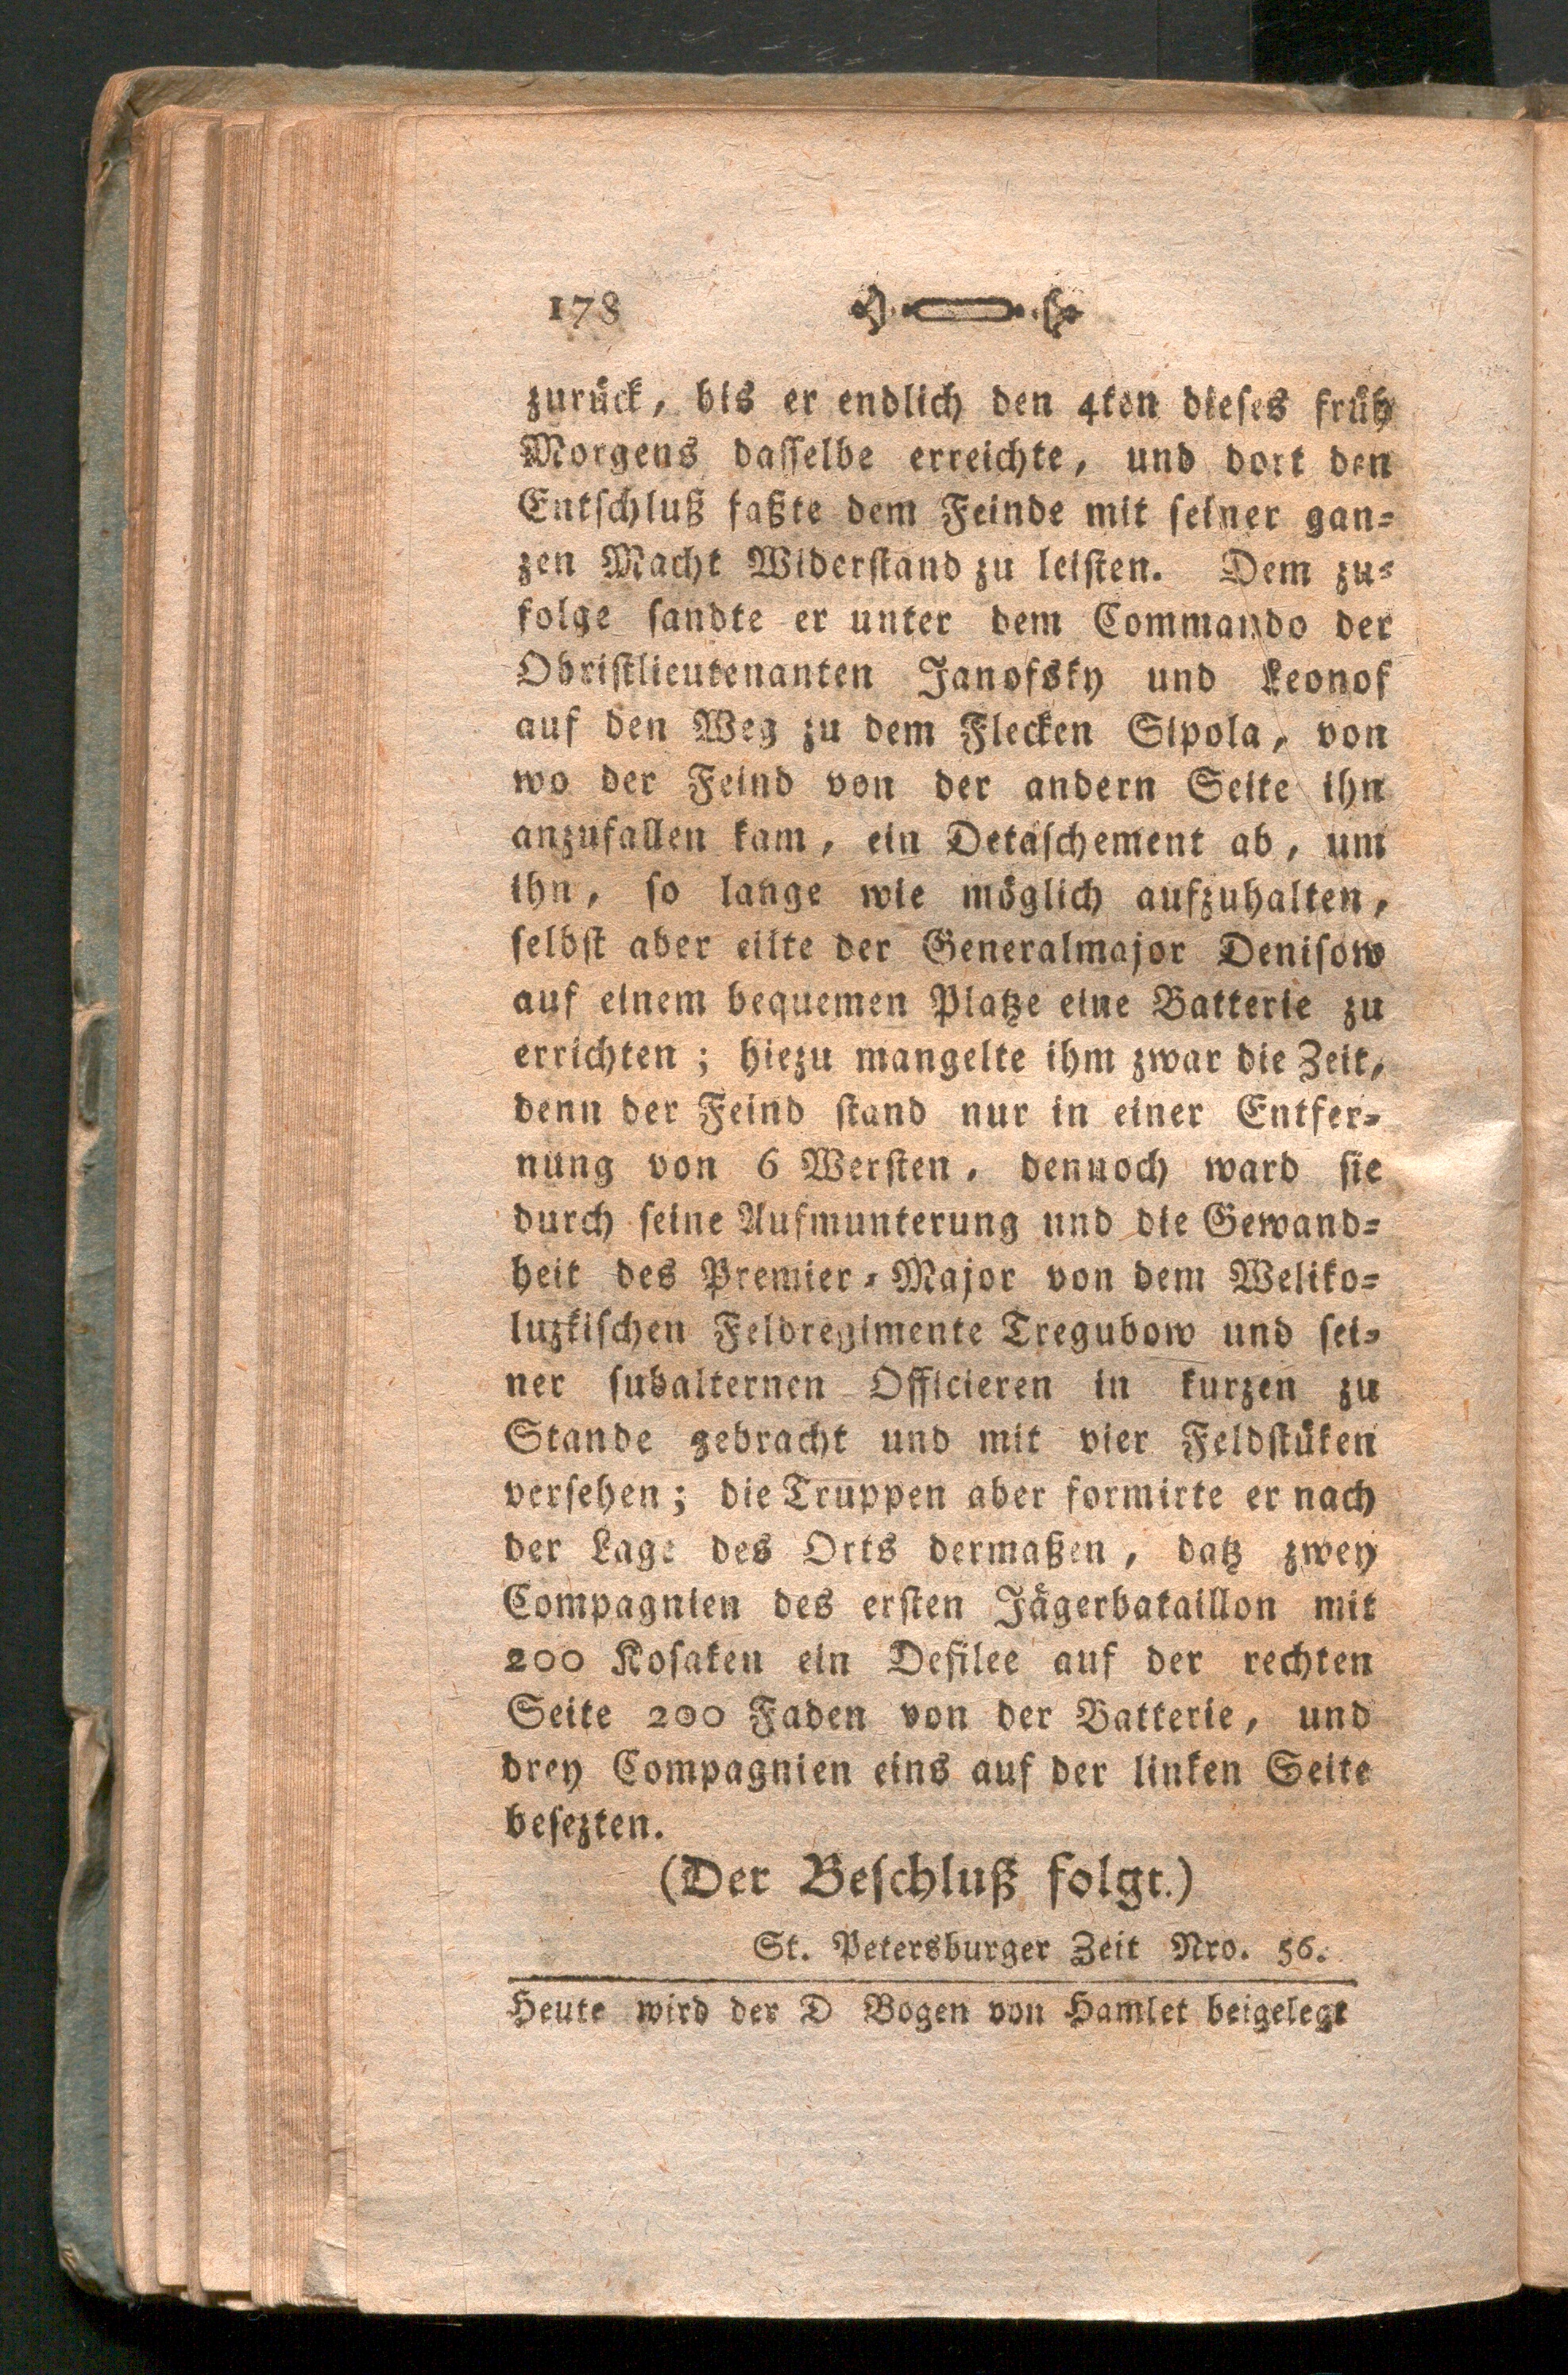 178
zurück, bis er endlich den 4ten dieses früh
Morgens dasselbe erreichte, und dort den
Entschluß faßte dem Feinde mit seiner gan=
zen Macht Widerstand zu leisten. Dem zu=
folge sandte er unter dem Commando der
Obristlieutenanten Janofsky und Leonof
auf den Weg zu dem Flecken Sipola, von
wo der Feind von der andern Seite ihn
anzufallen kam, ein Detaschement ab, um
ihn, so lange wie möglich aufzuhalten,
selbst aber eilte der Generalmajor Denisow
auf einem bequemen Platze eine Batterie zu
errichten; hiezu mangelte ihm zwar die Zeit,
denn der Feind stand nur in einer Entfer=
nung von 6 Wersten, dennoch ward sie
durch seine Aufmunterung und die Gewand=
heit des Premier=Major von dem Weliko=
luzkischen Feldregimente Tregubow und sei=
ner subalternen Officieren in kurzen zu
Stande gebracht und mit vier Feldstüken
versehen; die Truppen aber formirte er nach
der Lage des Orts dermaßen, datz zwey
Compagnien des ersten Jägerbataillon mit
200 Kosaken ein Defilee auf der rechten
Seite 200 Faden von der Batterie, und
drey Compagnien eins auf der linken Seite
besezten.
(Der Beschluß folgt.)
St. Petersburger Zeit Nro. 56.
Heute wird der D Bogen von Hamlet beigelegt